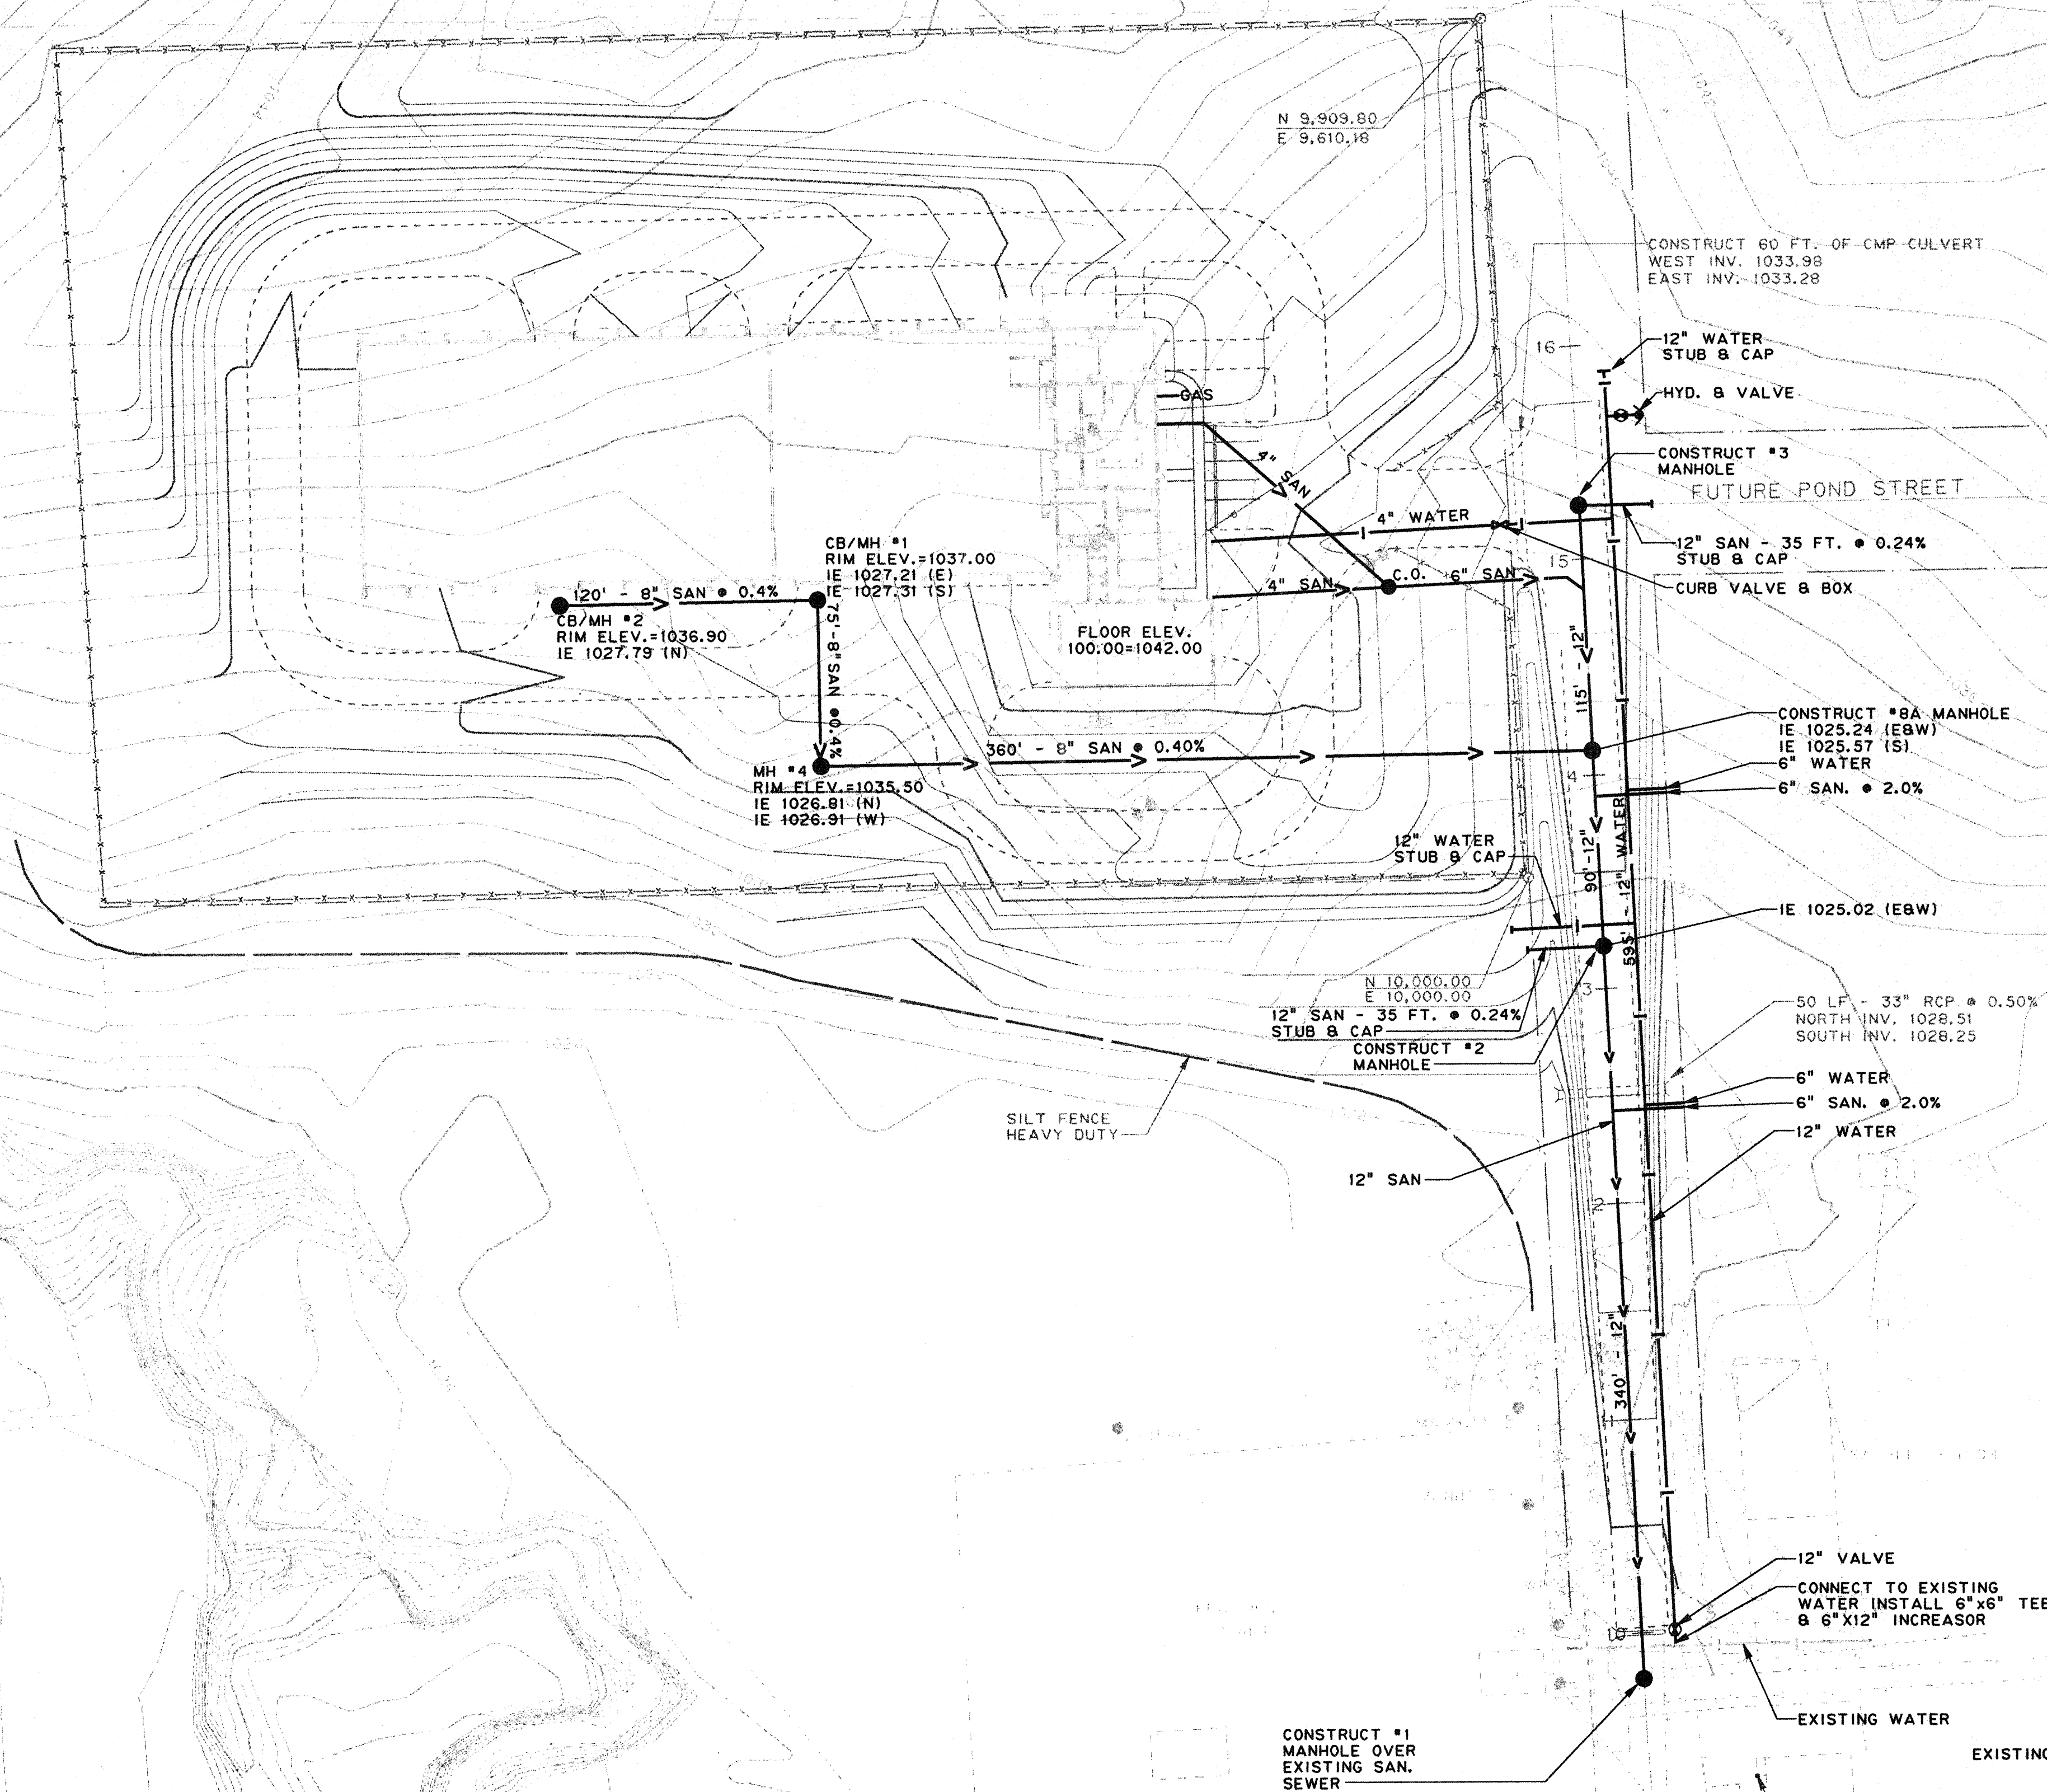 N 9,909.80
E 9,610.18
CONSTRUCT 60 FT. OF CMP CULVERT
WEST INV. 1033.98
EAST INV. 1033.28
16
12" WATER
STUB & CAP
HYD. & VALVE
GAS
CONSTRUCT #3
MANHOLE
FUTURE POND STREET
4" SAN
4" WATER
12" SAN - 35 FT. @ 0.24%
STUB & CAP
15
CURB VALVE & BOX
C.O.
6" SAN
4" SAN
CB/MH #1
RIM ELEV.=1037.00
IE 1027.21 (E)
IE 1027.31 (S)
120' - 8" SAN @ 0.4%
CB/MH #2
RIM ELEV.=1036.90
IE 1027.79 (N)
75'-8"SAN @0.4%
FLOOR ELEV.
100.00=1042.00
115' - 12"
CONSTRUCT #8A MANHOLE
IE 1025.24 (E&W)
IE 1025.57 (S)
6" WATER
6" SAN. @ 2.0%
360' - 8" SAN @ 0.40%
MH #4
RIM ELEV.=1035.50
IE 1026.81 (N)
IE 1026.91 (W)
4
12" WATER
STUB & CAP
90'-12"
595' - 12" WATER
IE 1025.02 (E&W)
N 10,000.00
E 10,000.00
3
12" SAN - 35 FT. @ 0.24%
STUB & CAP
CONSTRUCT #2
MANHOLE
50 LF - 33" RCP @ 0.50%
NORTH INV. 1028.51
SOUTH INV. 1028.25
6" WATER
6" SAN. @ 2.0%
12" WATER
SILT FENCE
HEAVY DUTY
12" SAN
2
340' - 12"
12" VALVE
CONNECT TO EXISTING
WATER INSTALL 6"x6" TEE
& 6"X12" INCREASOR
10
EXISTING WATER
CONSTRUCT #1
MANHOLE OVER
EXISTING SAN.
SEWER
EXISTING